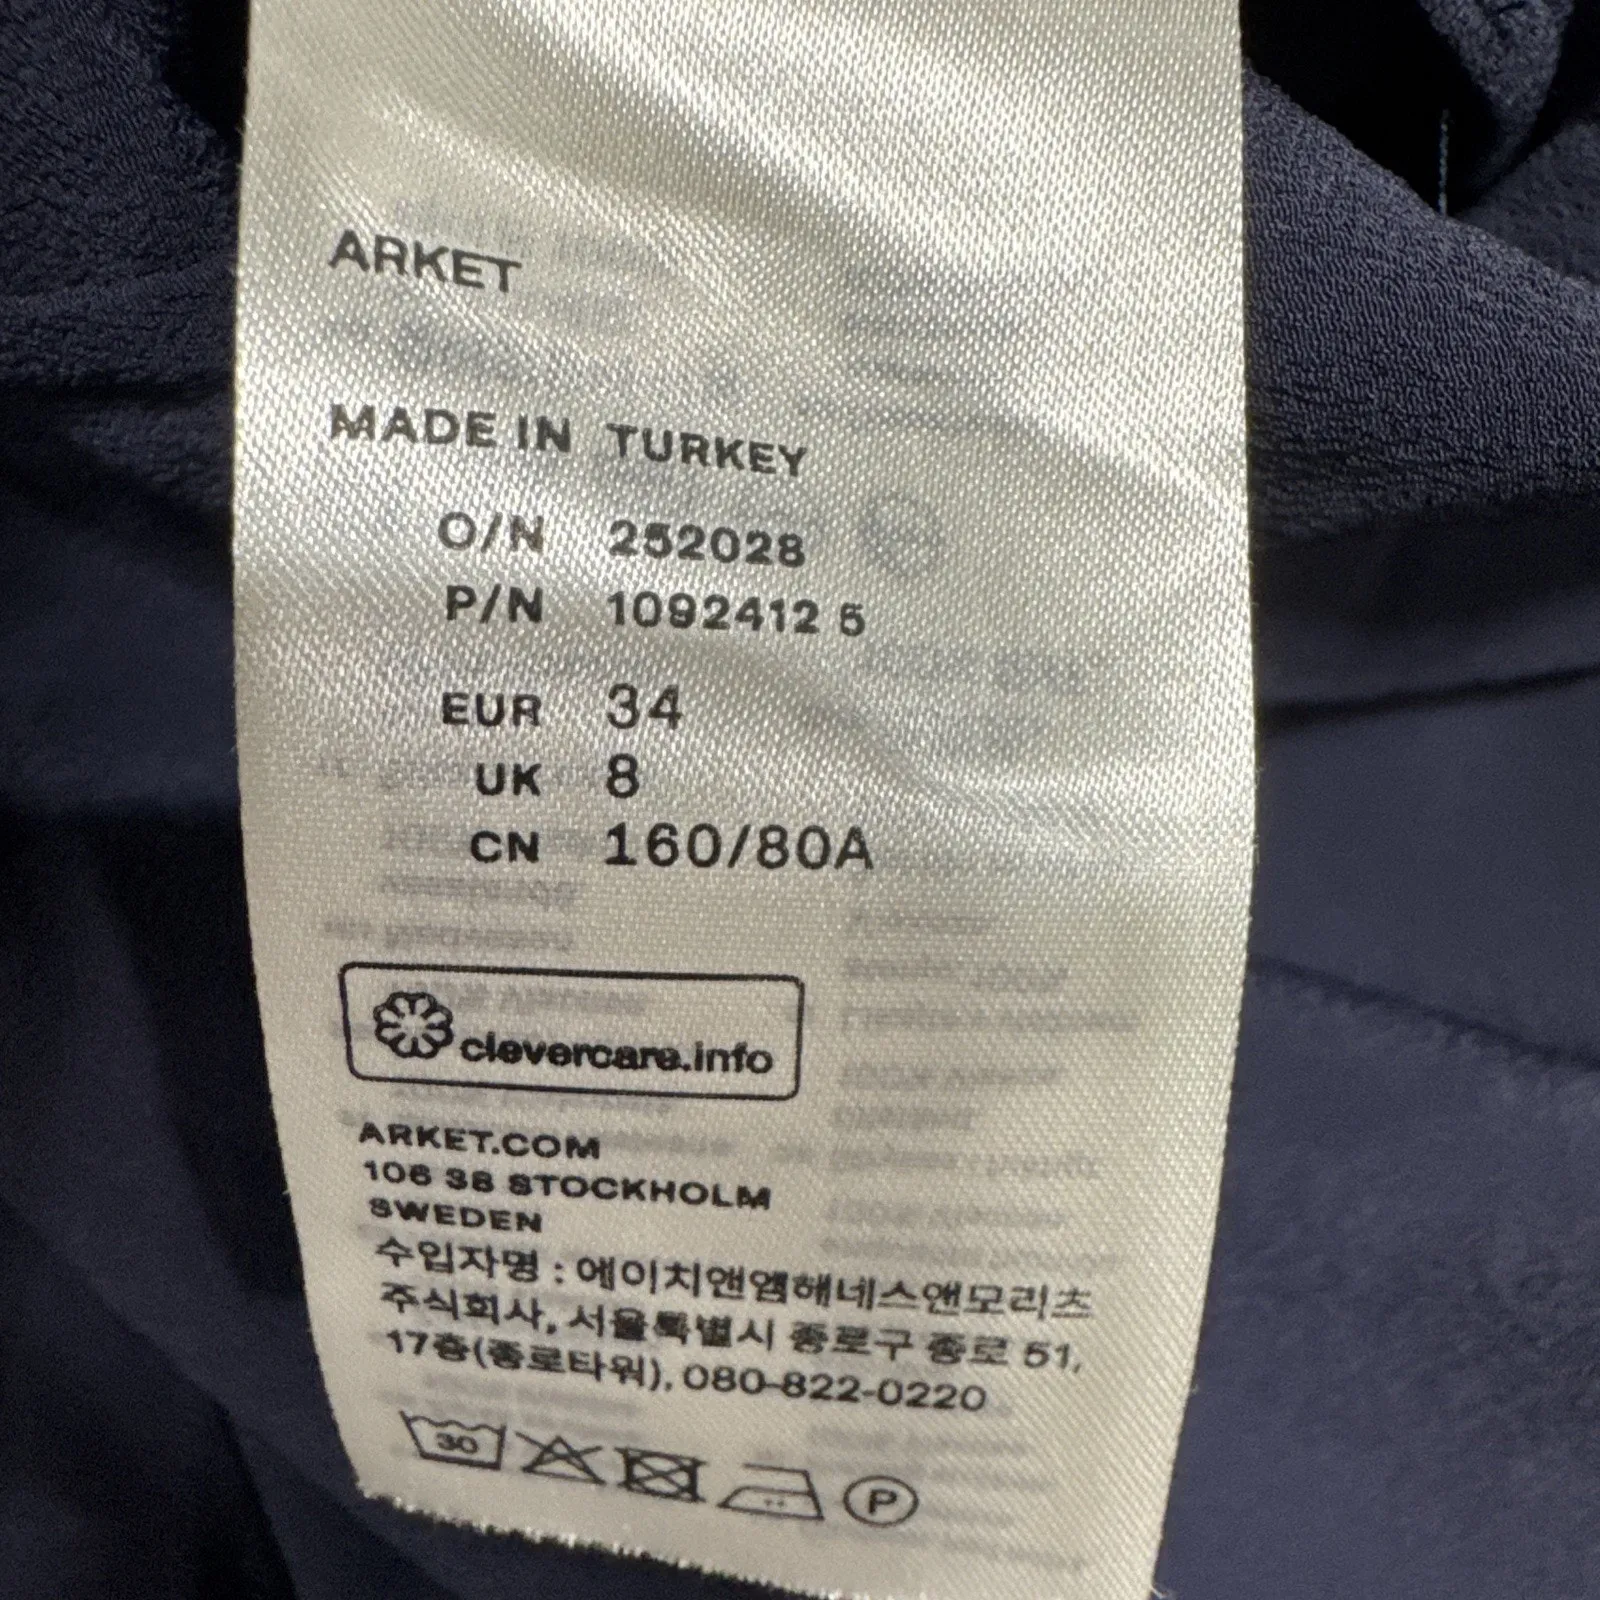 ARKET
MADE IN TURKEY
O/N 252028
P/N 1092412 5
EUR 34
UK 8
CN 160/80A
clevercare.info
ARKET.COM
106 38 STOCKHOLM
SWEDEN
수입자명 : 에이치앤엠헤네스앤모리츠
주식회사, 서울특별시 종로구 종로 51,
17층(종로타워), 080-822-0220
30
P